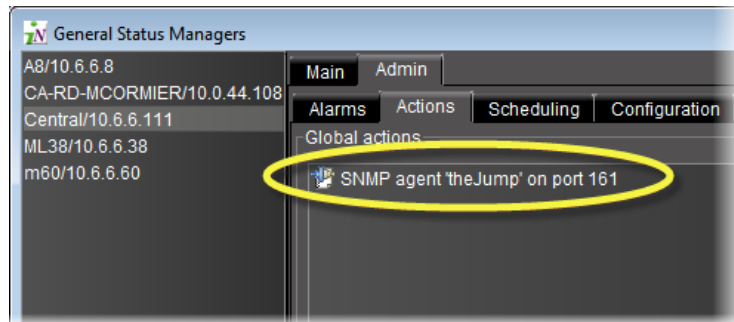 General Status Managers
A8/10.6.6.8
CA-RD-MCORMIER/10.0.44.108
Central/10.6.6.111
ML38/10.6.6.38
m60/10.6.6.60
Main Admin
Alarms Actions Scheduling Configuration
Global actions
SNMP agent 'theJump' on port 161